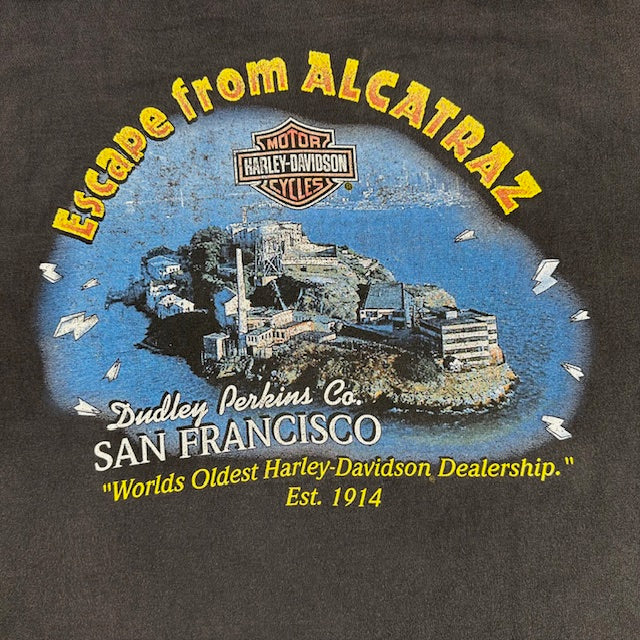 Escape from ALCATRAZ
MOTOR
HARLEY-DAVIDSON
CYCLES
®
Dudley Perkins Co.
SAN FRANCISCO
"Worlds Oldest Harley-Davidson Dealership."
Est. 1914